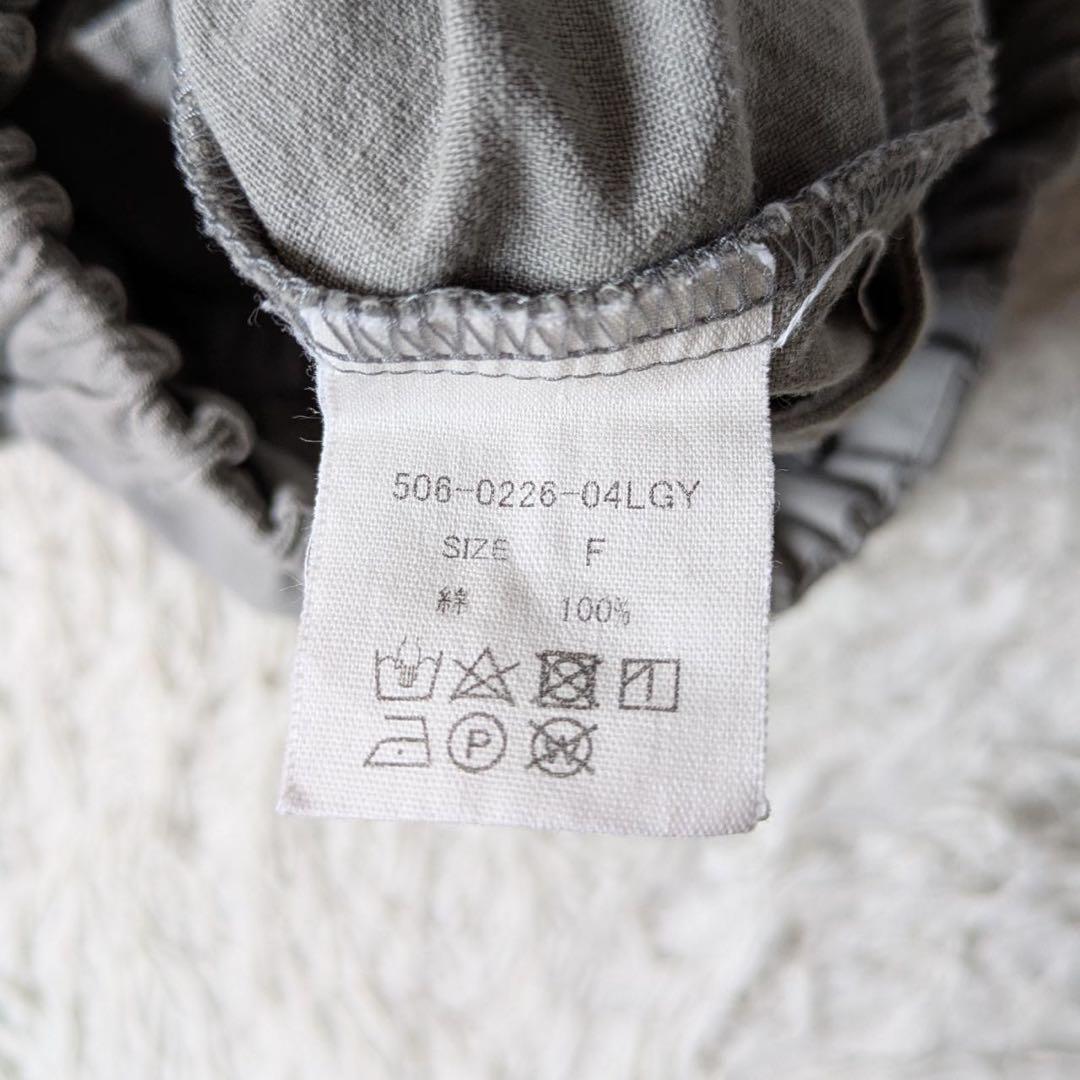 506-0226-04LGY
SIZE F
綿 100%
P
W